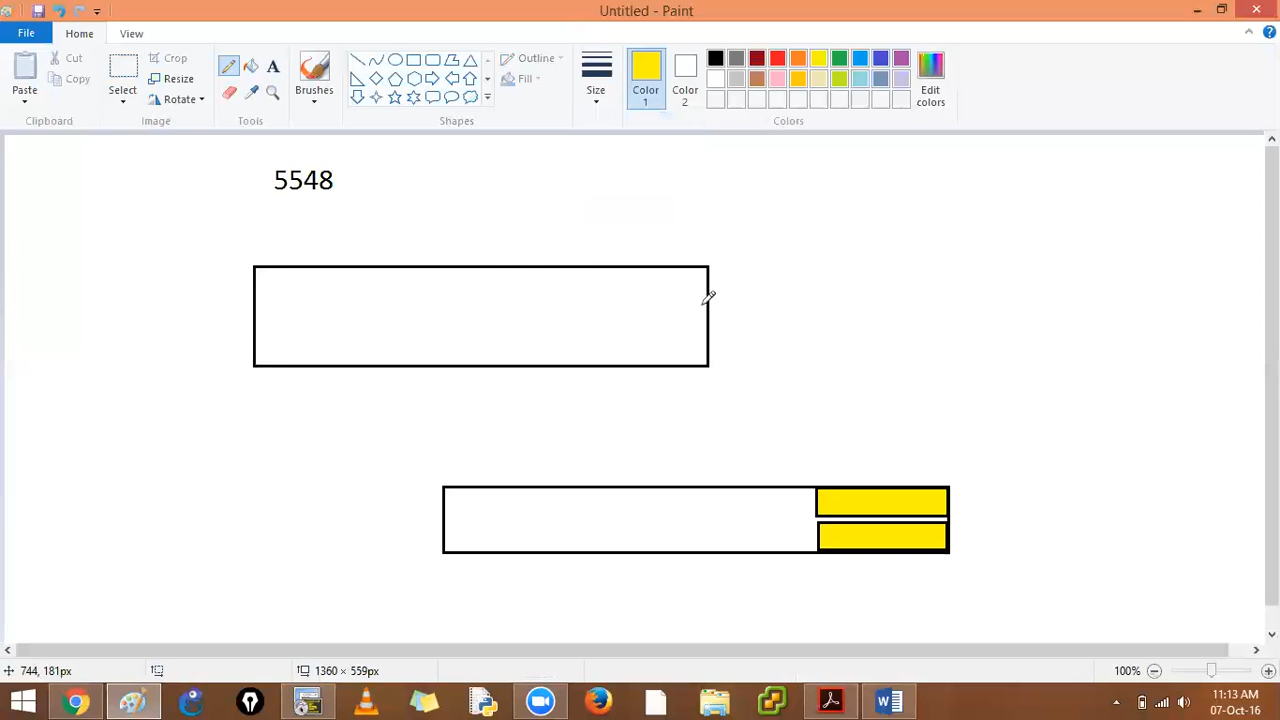 Untitled - Paint
File
Home
View
Paste
Cut
Copy
Clipboard
Select
Crop
Resize
Rotate
Image
Tools
Brushes
Outline
Fill
Shapes
Size
Color 1
Color 2
Edit colors
Colors
5548
744, 181px
1360 × 559px
100%
11:13 AM
07-Oct-16